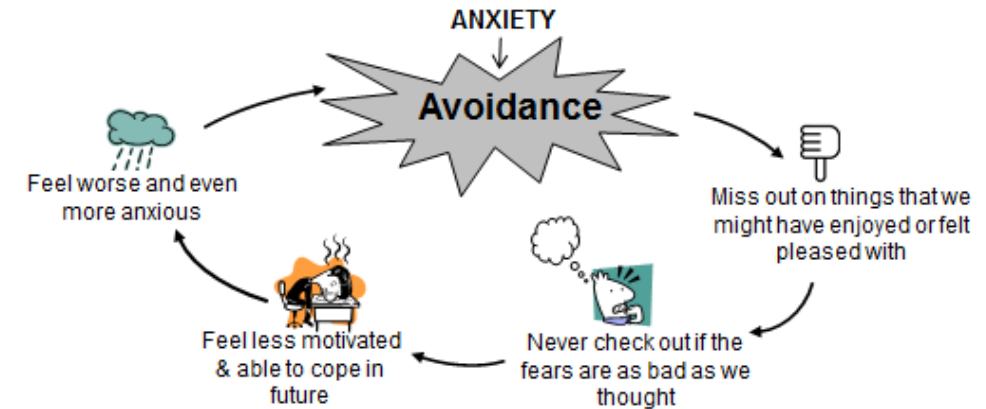 ANXIETY
Avoidance
Miss out on things that we
might have enjoyed or felt
pleased with
Never check out if the
fears are as bad as we
thought
Feel less motivated
& able to cope in
future
Feel worse and even
more anxious